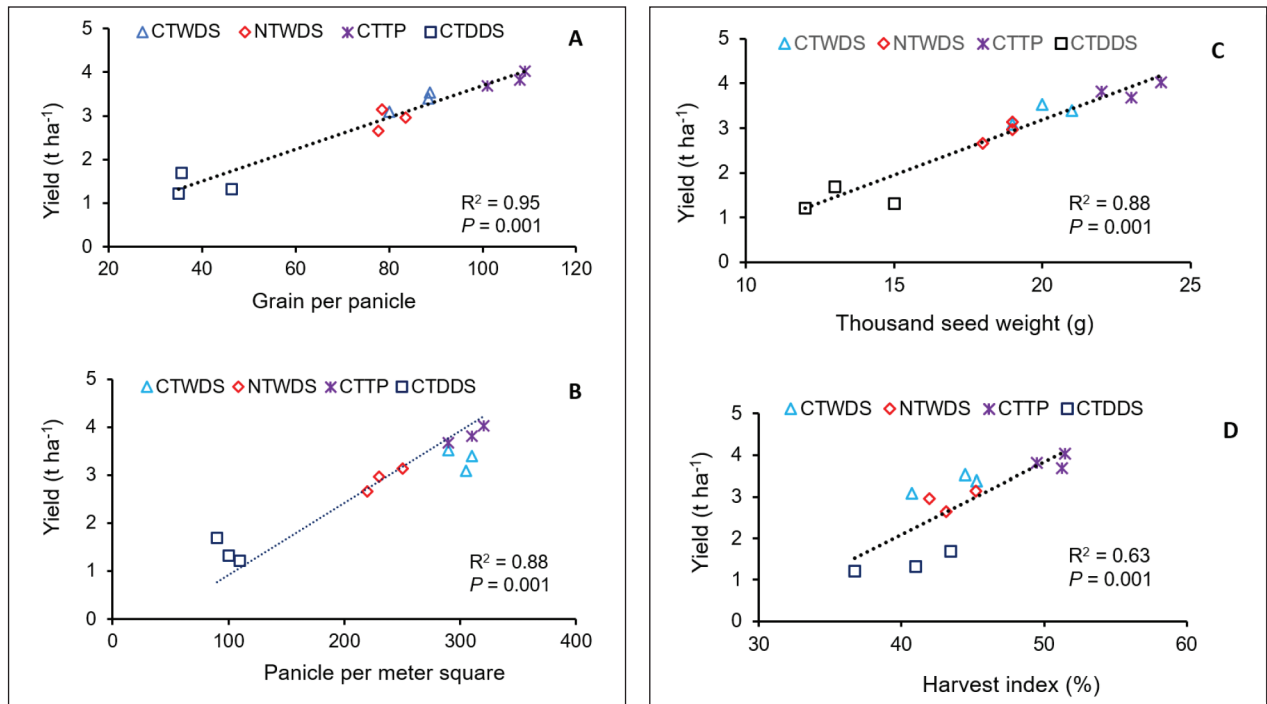 CTWDS NTWDS CTTP CTDDS
A
5
4
3
2
1
0
Yield (t ha⁻¹)
R² = 0.95
P = 0.001
20 40 60 80 100 120
Grain per panicle
CTWDS NTWDS CTTP CTDDS
B
5
4
3
2
1
0
Yield (t ha⁻¹)
R² = 0.88
P = 0.001
0 100 200 300 400
Panicle per meter square
C
CTWDS NTWDS CTTP CTDDS
5
4
3
2
1
0
Yield (t ha⁻¹)
R² = 0.88
P = 0.001
10 15 20 25
Thousand seed weight (g)
CTWDS NTWDS CTTP CTDDS
D
5
4
3
2
1
0
Yield (t ha⁻¹)
R² = 0.63
P = 0.001
30 40 50 60
Harvest index (%)